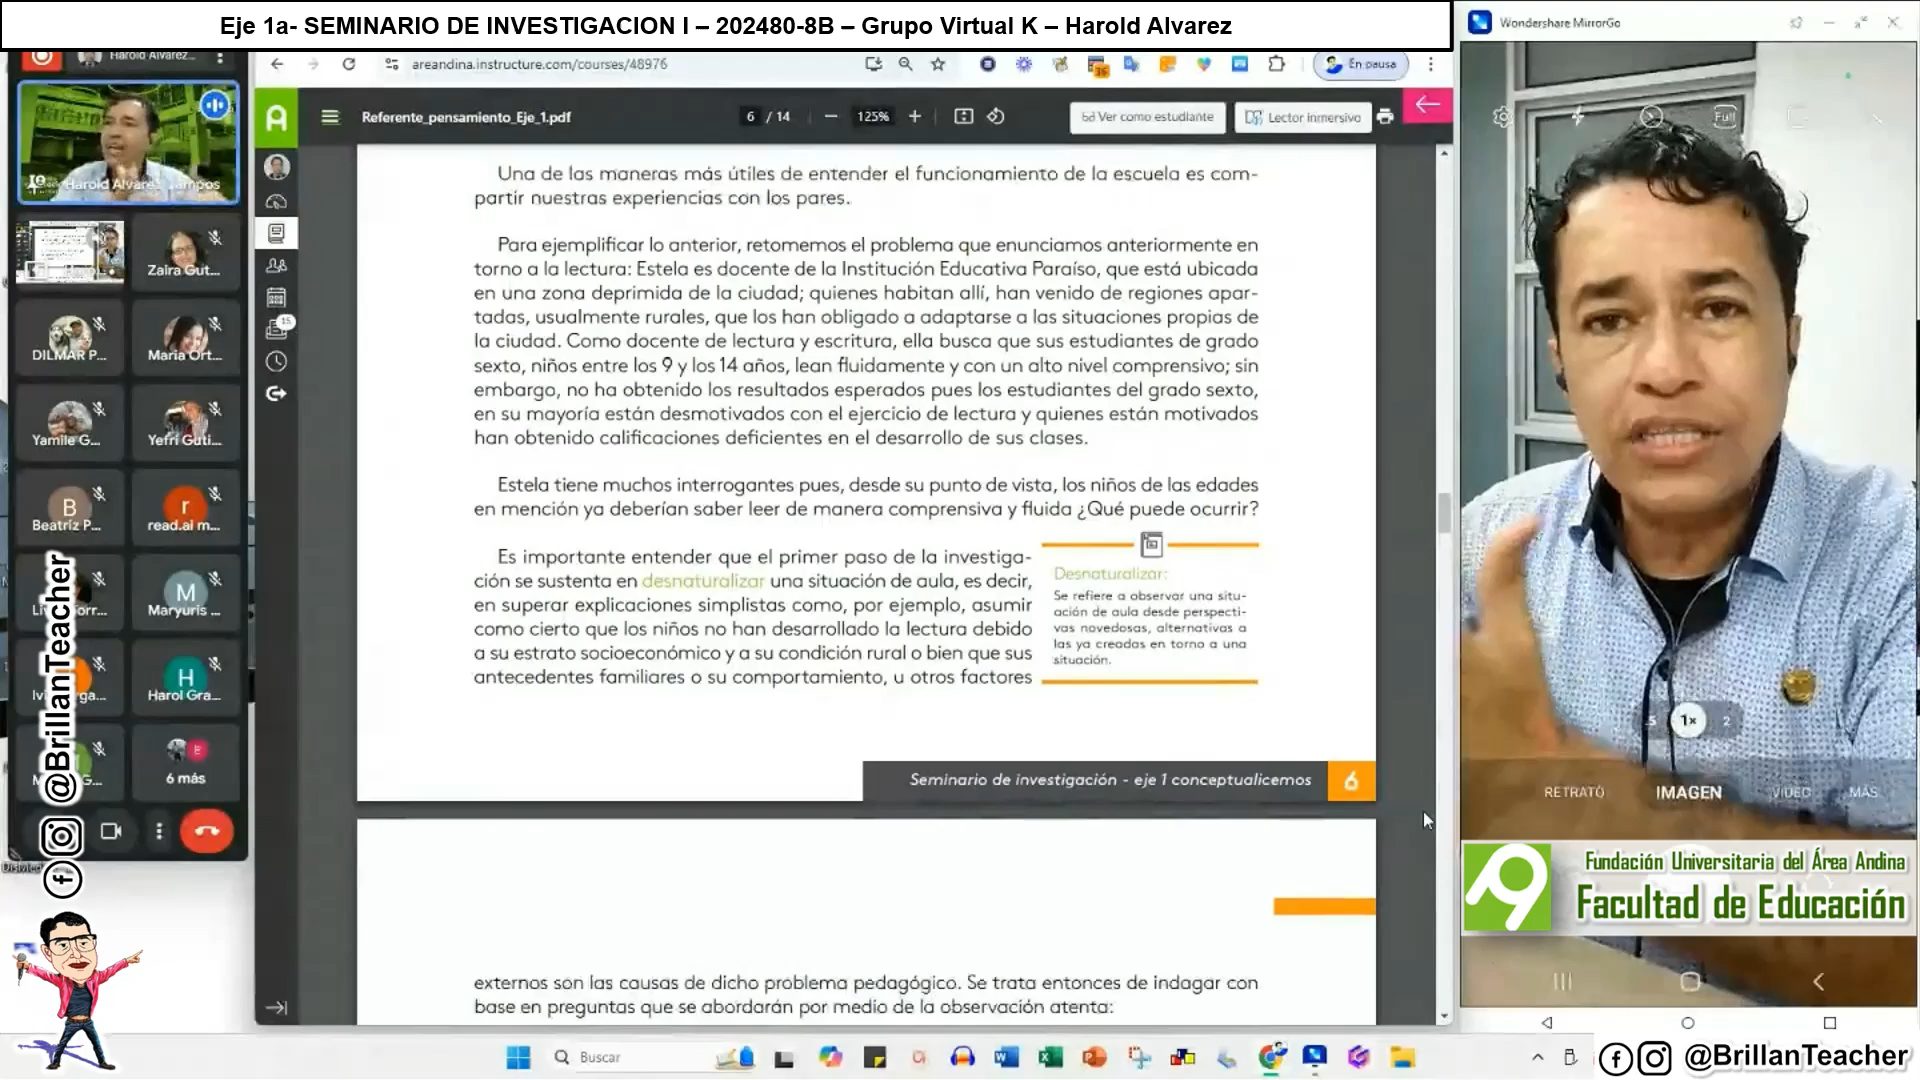 Eje 1a- SEMINARIO DE INVESTIGACION I – 202480-8B – Grupo Virtual K – Harold Alvarez
Wondershare MirrorGo
Harold Alvarez...
areandina.instructure.com/courses/48976
En pausa
Referente_pensamiento_Eje_1.pdf
6 / 14
125%
Ver como estudiante
Lector inmersivo
Full
Harold Alvarez Campos
Zaira Gut...
DILMAR P...
Maria Ort...
Yamile G...
Yefri Guti...
B
Beatriz P...
r
read.ai m...
M
Maryuris ...
H
Harol Gra...
E
6 más
15
Una de las maneras más útiles de entender el funcionamiento de la escuela es com-
partir nuestras experiencias con los pares.
Para ejemplificar lo anterior, retomemos el problema que enunciamos anteriormente en
torno a la lectura: Estela es docente de la Institución Educativa Paraíso, que está ubicada
en una zona deprimida de la ciudad; quienes habitan allí, han venido de regiones apar-
tadas, usualmente rurales, que los han obligado a adaptarse a las situaciones propias de
la ciudad. Como docente de lectura y escritura, ella busca que sus estudiantes de grado
sexto, niños entre los 9 y los 14 años, lean fluidamente y con un alto nivel comprensivo; sin
embargo, no ha obtenido los resultados esperados pues los estudiantes del grado sexto,
en su mayoría están desmotivados con el ejercicio de lectura y quienes están motivados
han obtenido calificaciones deficientes en el desarrollo de sus clases.
Estela tiene muchos interrogantes pues, desde su punto de vista, los niños de las edades
en mención ya deberían saber leer de manera comprensiva y fluida ¿Qué puede ocurrir?
Es importante entender que el primer paso de la investiga-
ción se sustenta en desnaturalizar una situación de aula, es decir,
en superar explicaciones simplistas como, por ejemplo, asumir
como cierto que los niños no han desarrollado la lectura debido
a su estrato socioeconómico y a su condición rural o bien que sus
antecedentes familiares o su comportamiento, u otros factores
Desnaturalizar:
Se refiere a observar una situ-
ación de aula desde perspecti-
vas novedosas, alternativas a
las ya creadas en torno a una
situación.
Seminario de investigación - eje 1 conceptualicemos
6
externos son las causas de dicho problema pedagógico. Se trata entonces de indagar con
base en preguntas que se abordarán por medio de la observación atenta:
.5 1× 2
RETRATO IMAGEN VIDEO MÁS
Fundación Universitaria del Área Andina
Facultad de Educación
@BrillanTeacher
Buscar
@BrillanTeacher